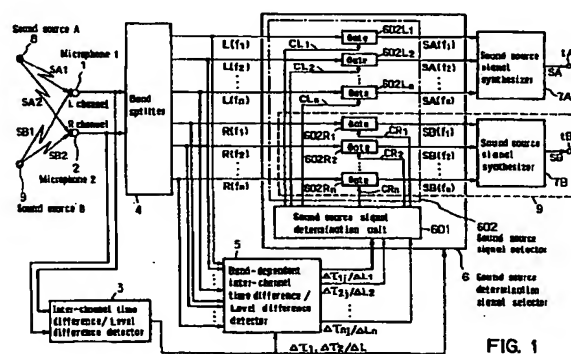 Sound source A
8
SA1
Microphone 1
1
L channel
SA2
SB1
R channel
SB2
2
Microphone 2
9
Sound source B
Band splitter
4
L(f1)
L(f2)
L(fn)
R(f1)
R(f2)
R(fn)
CL1
CL2
CLn
Gate 602L1
Gate 602L2
Gate 602Ln
Gate
602R1
CR1
Gate
602R2
CR2
Gate
602Rn
CRn
SA(f1)
SA(f2)
SA(fn)
SB(f1)
SB(f2)
SB(fn)
Sound source signal synthesizer
tA
SA
7A
Sound source signal synthesizer
tB
SB
7B
9
Sound source signal determination unit
601
602
Sound source signal selector
6
Sound source determination signal selector
5
Band-dependent inter-channel time difference / Level difference detector
ΔT1j/ΔL1
ΔT2j/ΔL2
ΔTnj/ΔLn
3
Inter-channel time difference/Level difference detector
ΔT1, ΔT2/ΔL
FIG. 1